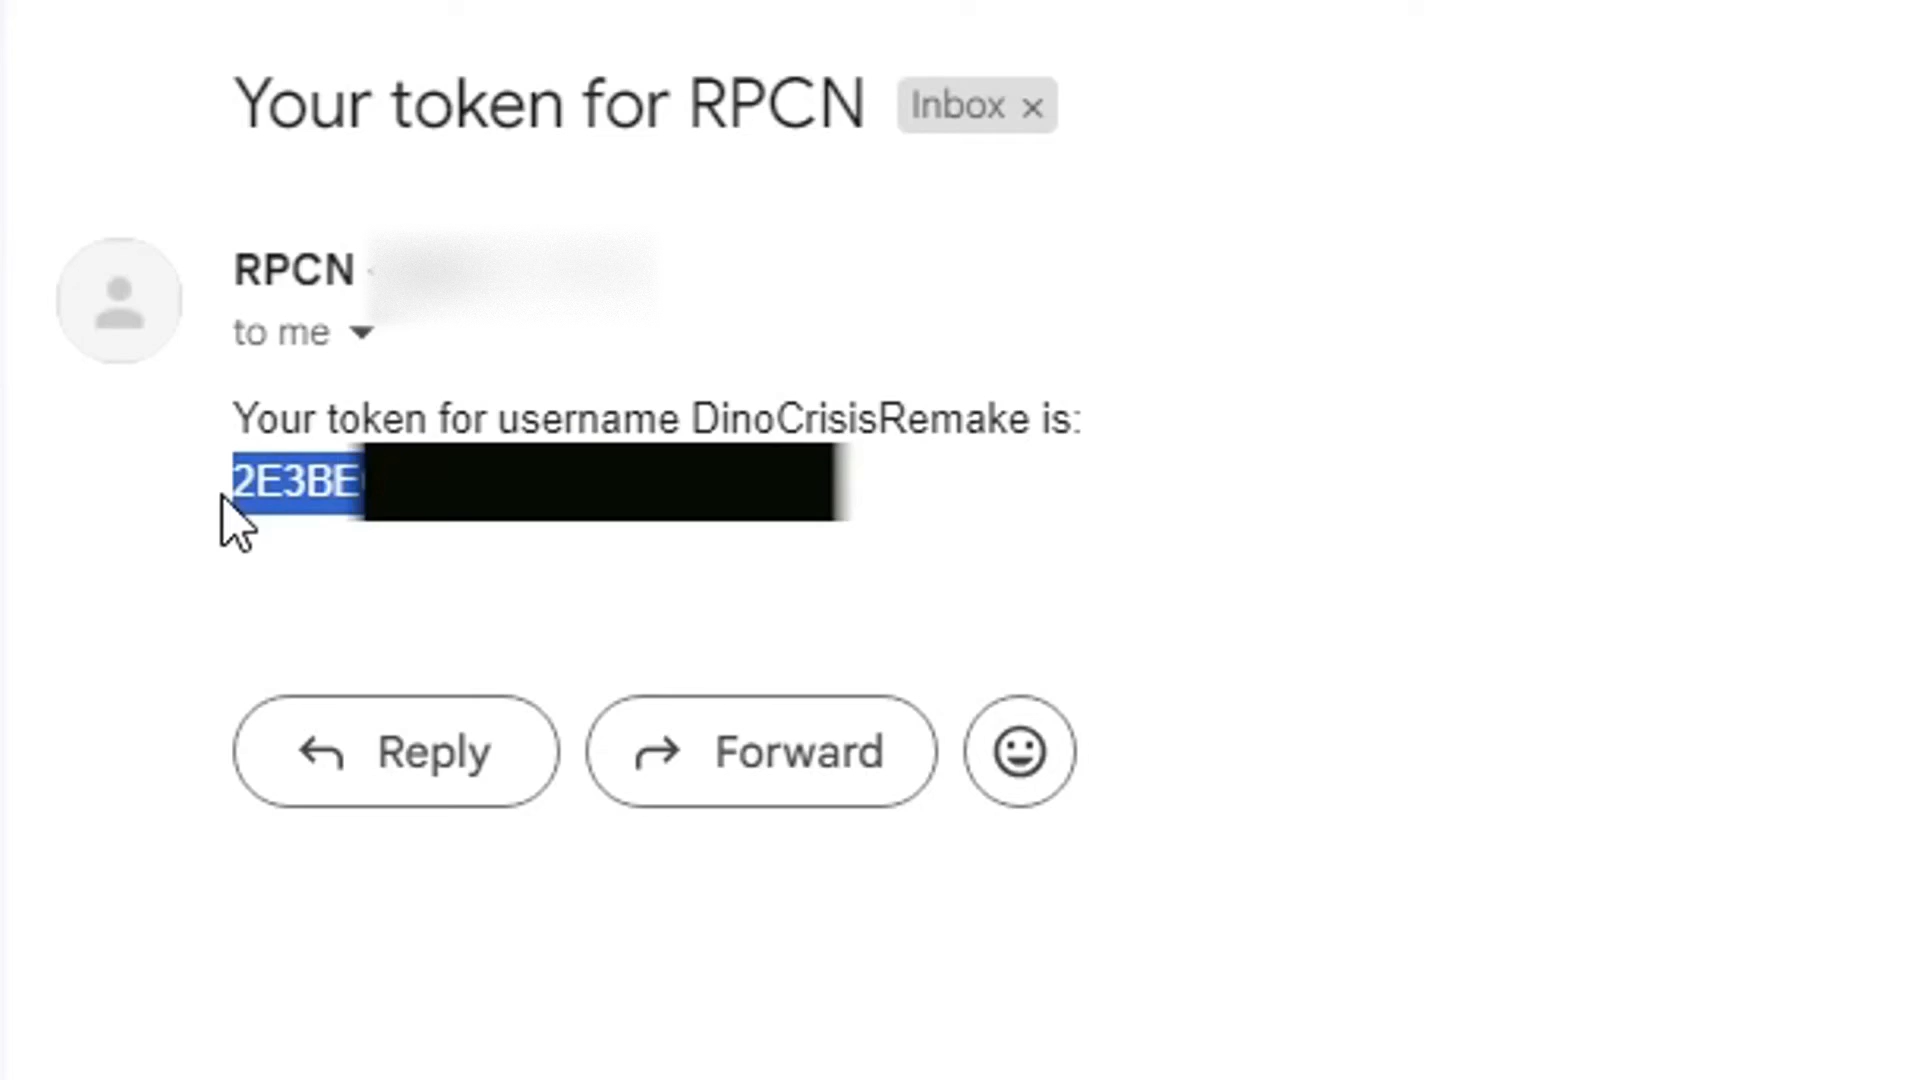 Your token for RPCN Inbox ×
RPCN
to me
Your token for username DinoCrisisRemake is:
2E3BE
Reply Forward